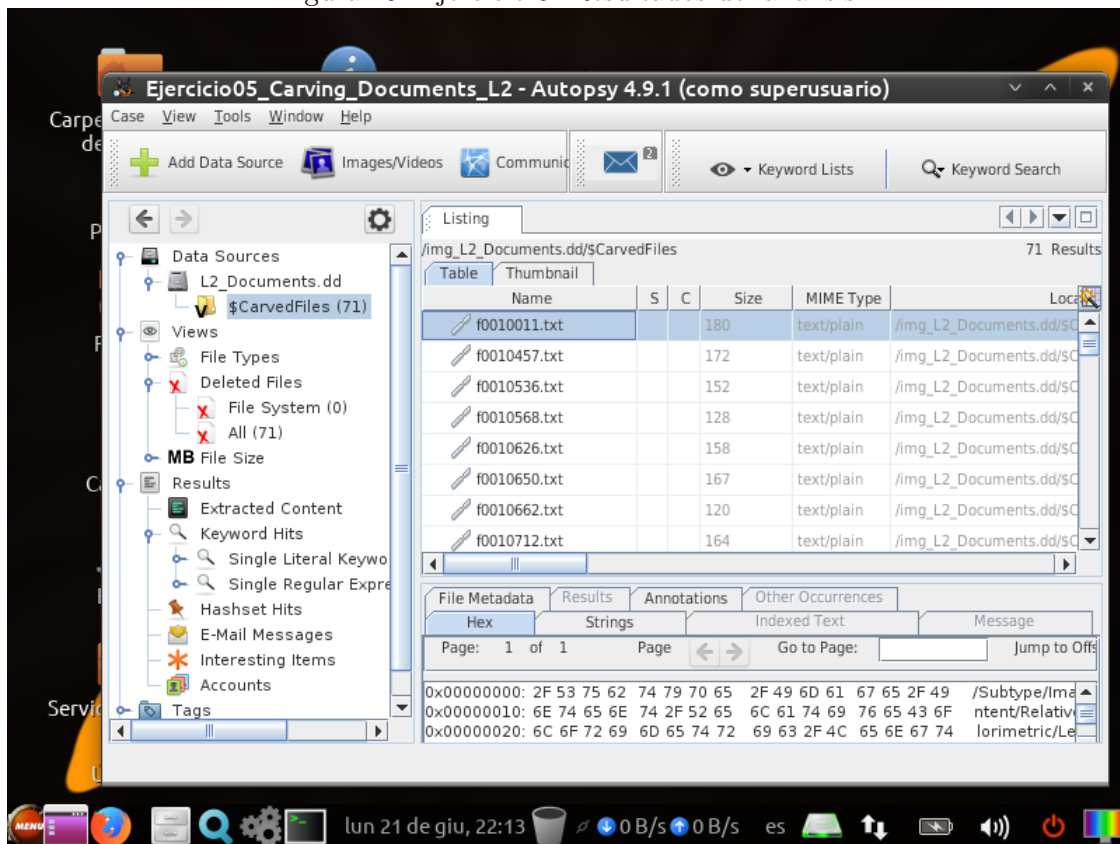 Ejercicio05_Carving_Documents_L2 - Autopsy 4.9.1 (como superusuario)
Carpe
de
Case View Tools Window Help
Add Data Source Images/Videos Communic 2 Keyword Lists Keyword Search
P
Data Sources
L2_Documents.dd
$CarvedFiles (71)
Views
File Types
Deleted Files
File System (0)
All (71)
MB File Size
Results
Extracted Content
Keyword Hits
Single Literal Keywo
Single Regular Expre
Hashset Hits
E-Mail Messages
Interesting Items
Accounts
Tags
Servic
Listing
/img_L2_Documents.dd/$CarvedFiles 71 Results
Table Thumbnail
Name S C Size MIME Type Loca
f0010011.txt 180 text/plain /img_L2_Documents.dd/$C
f0010457.txt 172 text/plain /img_L2_Documents.dd/$C
f0010536.txt 152 text/plain /img_L2_Documents.dd/$C
f0010568.txt 128 text/plain /img_L2_Documents.dd/$C
f0010626.txt 158 text/plain /img_L2_Documents.dd/$C
f0010650.txt 167 text/plain /img_L2_Documents.dd/$C
f0010662.txt 120 text/plain /img_L2_Documents.dd/$C
f0010712.txt 164 text/plain /img_L2_Documents.dd/$C
File Metadata Results Annotations Other Occurrences
Hex Strings Indexed Text Message
Page: 1 of 1 Page Go to Page: Jump to Offs
0x00000000: 2F 53 75 62 74 79 70 65 2F 49 6D 61 67 65 2F 49 /Subtype/Ima
0x00000010: 6E 74 65 6E 74 2F 52 65 6C 61 74 69 76 65 43 6F ntent/Relativ
0x00000020: 6C 6F 72 69 6D 65 74 72 69 63 2F 4C 65 6E 67 74 lorimetric/Le
MENU lun 21 de giu, 22:13 0 B/s 0 B/s es